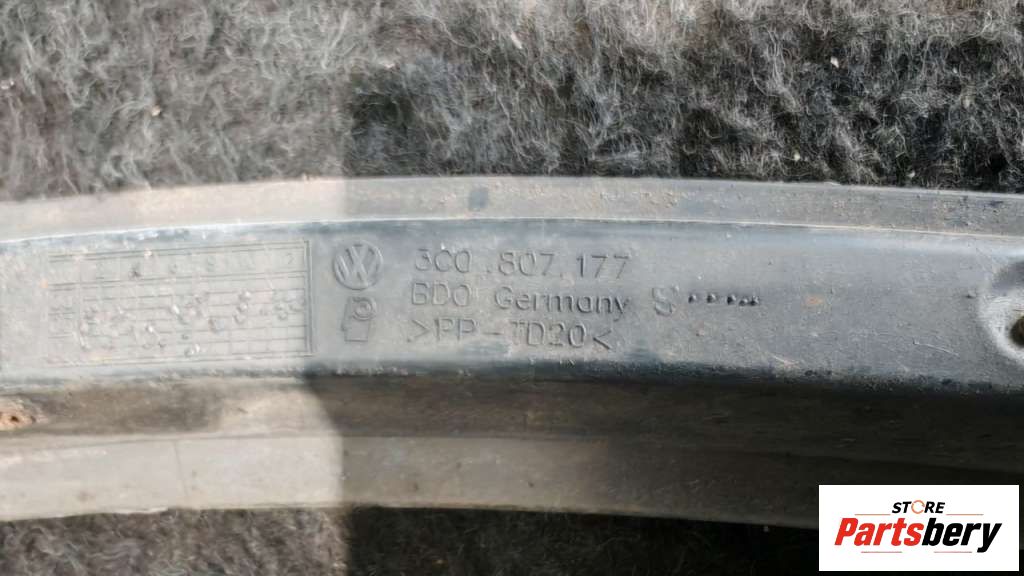 3C0 .807.177
BDO Germany S
>PP-TD20<
STORE
Partsbery